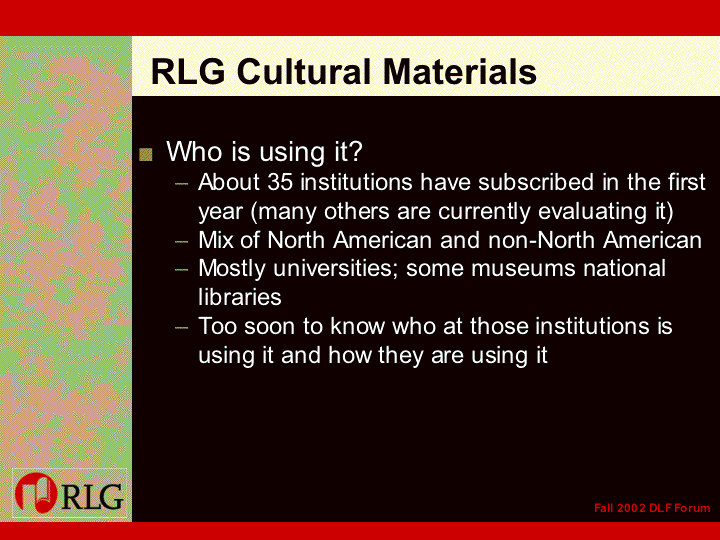 RLG Cultural Materials
Who is using it?
– About 35 institutions have subscribed in the first
year (many others are currently evaluating it)
– Mix of North American and non-North American
– Mostly universities; some museums national
libraries
– Too soon to know who at those institutions is
using it and how they are using it
RLG
Fall 2002 DLF Forum